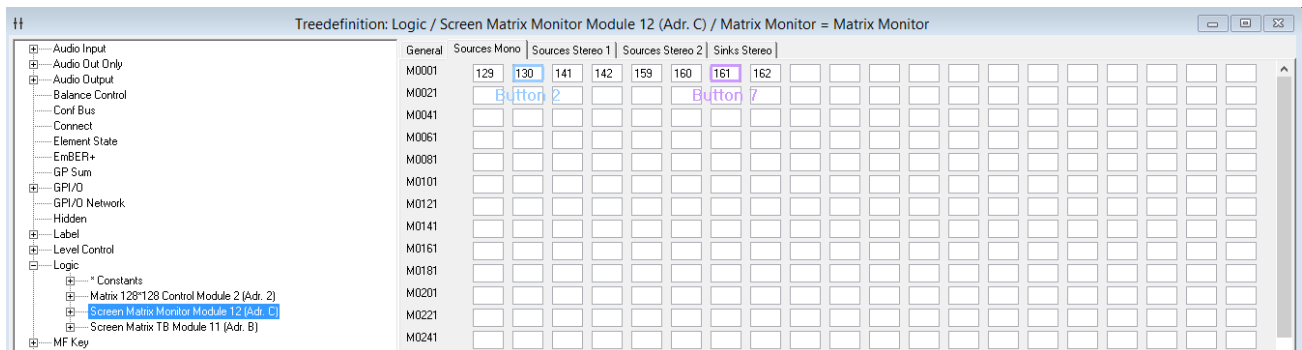 Treedefinition: Logic / Screen Matrix Monitor Module 12 (Adr. C) / Matrix Monitor = Matrix Monitor
Audio Input
Audio Out Only
Audio Output
Balance Control
Conf Bus
Connect
Element State
EmBER+
GP Sum
GPI/O
GPI/O Network
Hidden
Label
Level Control
Logic
* Constants
Matrix 128*128 Control Module 2 (Adr. 2)
Screen Matrix Monitor Module 12 (Adr. C)
Screen Matrix TB Module 11 (Adr. B)
MF Key
General Sources Mono Sources Stereo 1 Sources Stereo 2 Sinks Stereo
M0001 129 130 141 142 159 160 161 162
M0021 Button 2 Button 7
M0041
M0061
M0081
M0101
M0121
M0141
M0161
M0181
M0201
M0221
M0241